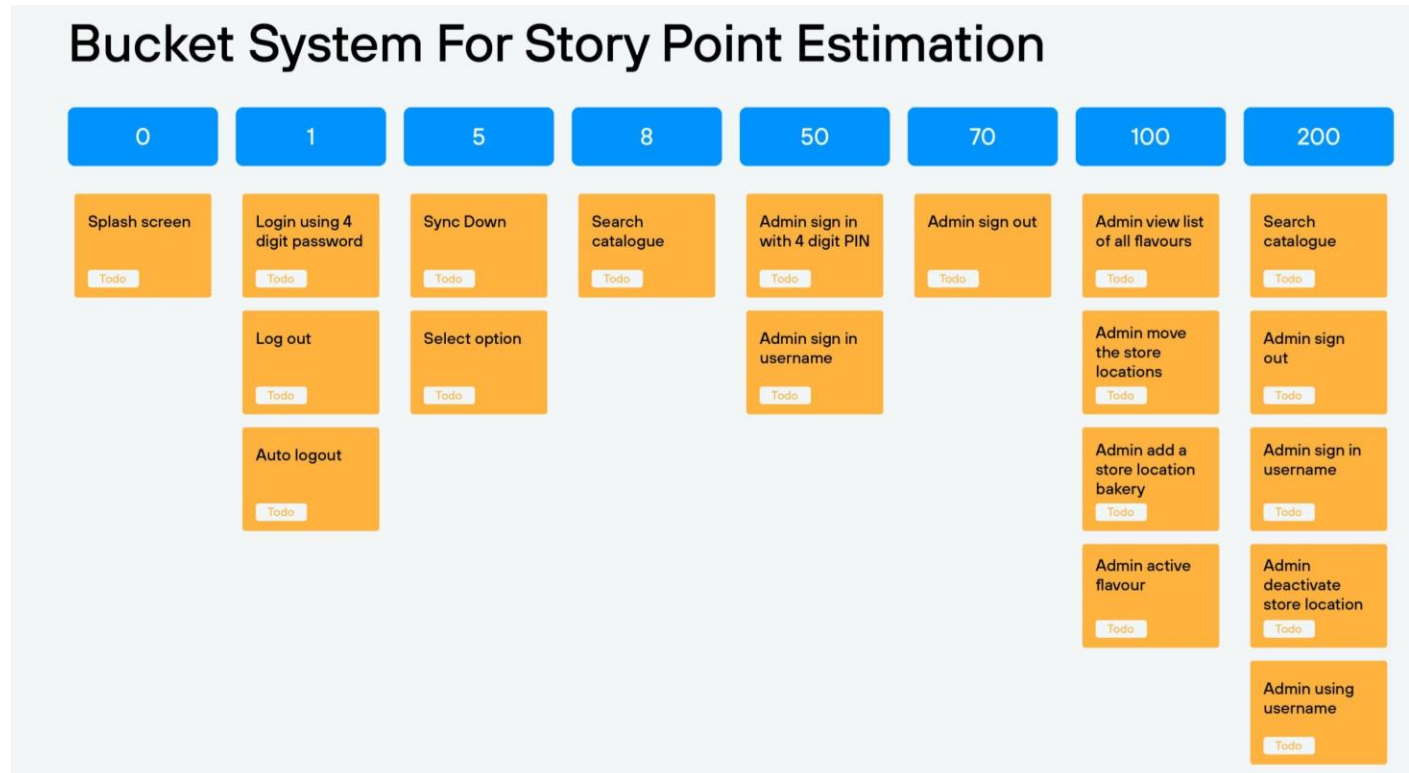 Bucket System For Story Point Estimation
0
1
5
8
50
70
100
200
Splash screen
Todo
Login using 4
digit password
Todo
Log out
Todo
Auto logout
Todo
Sync Down
Todo
Select option
Todo
Search
catalogue
Todo
Admin sign in
with 4 digit PIN
Todo
Admin sign in
username
Todo
Admin sign out
Todo
Admin view list
of all flavours
Todo
Admin move
the store
locations
Todo
Admin add a
store location
bakery
Todo
Admin active
flavour
Todo
Search
catalogue
Todo
Admin sign
out
Todo
Admin sign in
username
Todo
Admin
deactivate
store location
Todo
Admin using
username
Todo